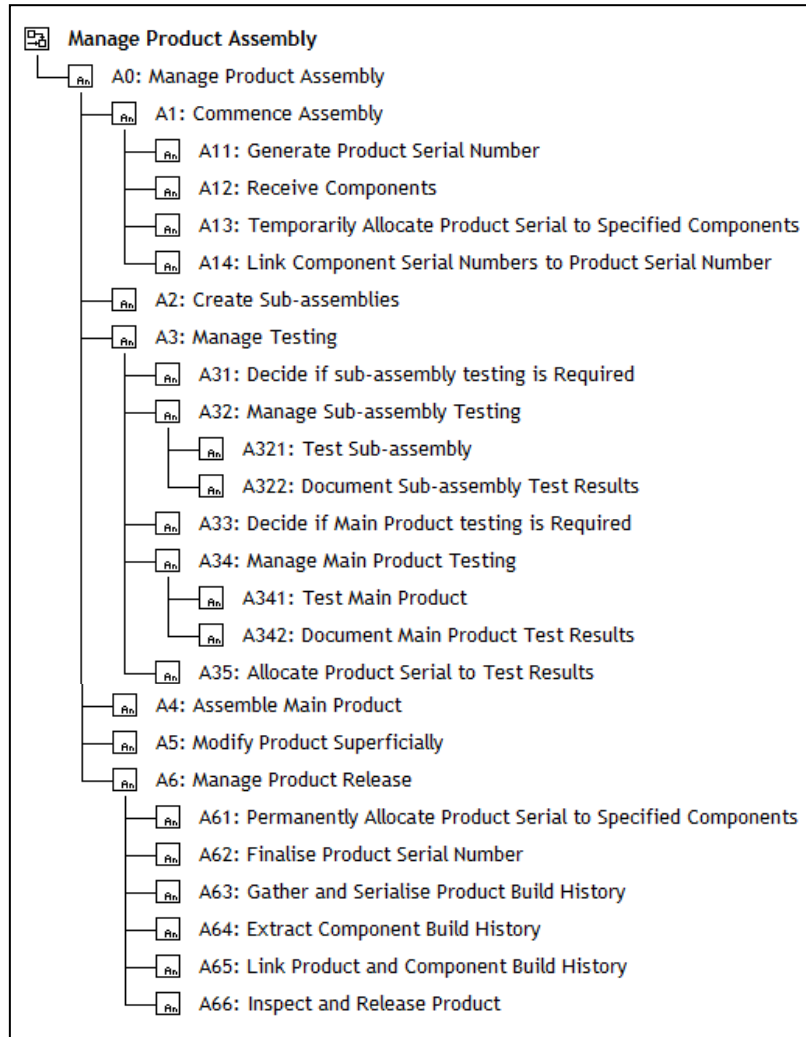 Manage Product Assembly
A0: Manage Product Assembly
A1: Commence Assembly
A11: Generate Product Serial Number
A12: Receive Components
A13: Temporarily Allocate Product Serial to Specified Components
A14: Link Component Serial Numbers to Product Serial Number
A2: Create Sub-assemblies
A3: Manage Testing
A31: Decide if sub-assembly testing is Required
A32: Manage Sub-assembly Testing
A321: Test Sub-assembly
A322: Document Sub-assembly Test Results
A33: Decide if Main Product testing is Required
A34: Manage Main Product Testing
A341: Test Main Product
A342: Document Main Product Test Results
A35: Allocate Product Serial to Test Results
A4: Assemble Main Product
A5: Modify Product Superficially
A6: Manage Product Release
A61: Permanently Allocate Product Serial to Specified Components
A62: Finalise Product Serial Number
A63: Gather and Serialise Product Build History
A64: Extract Component Build History
A65: Link Product and Component Build History
A66: Inspect and Release Product